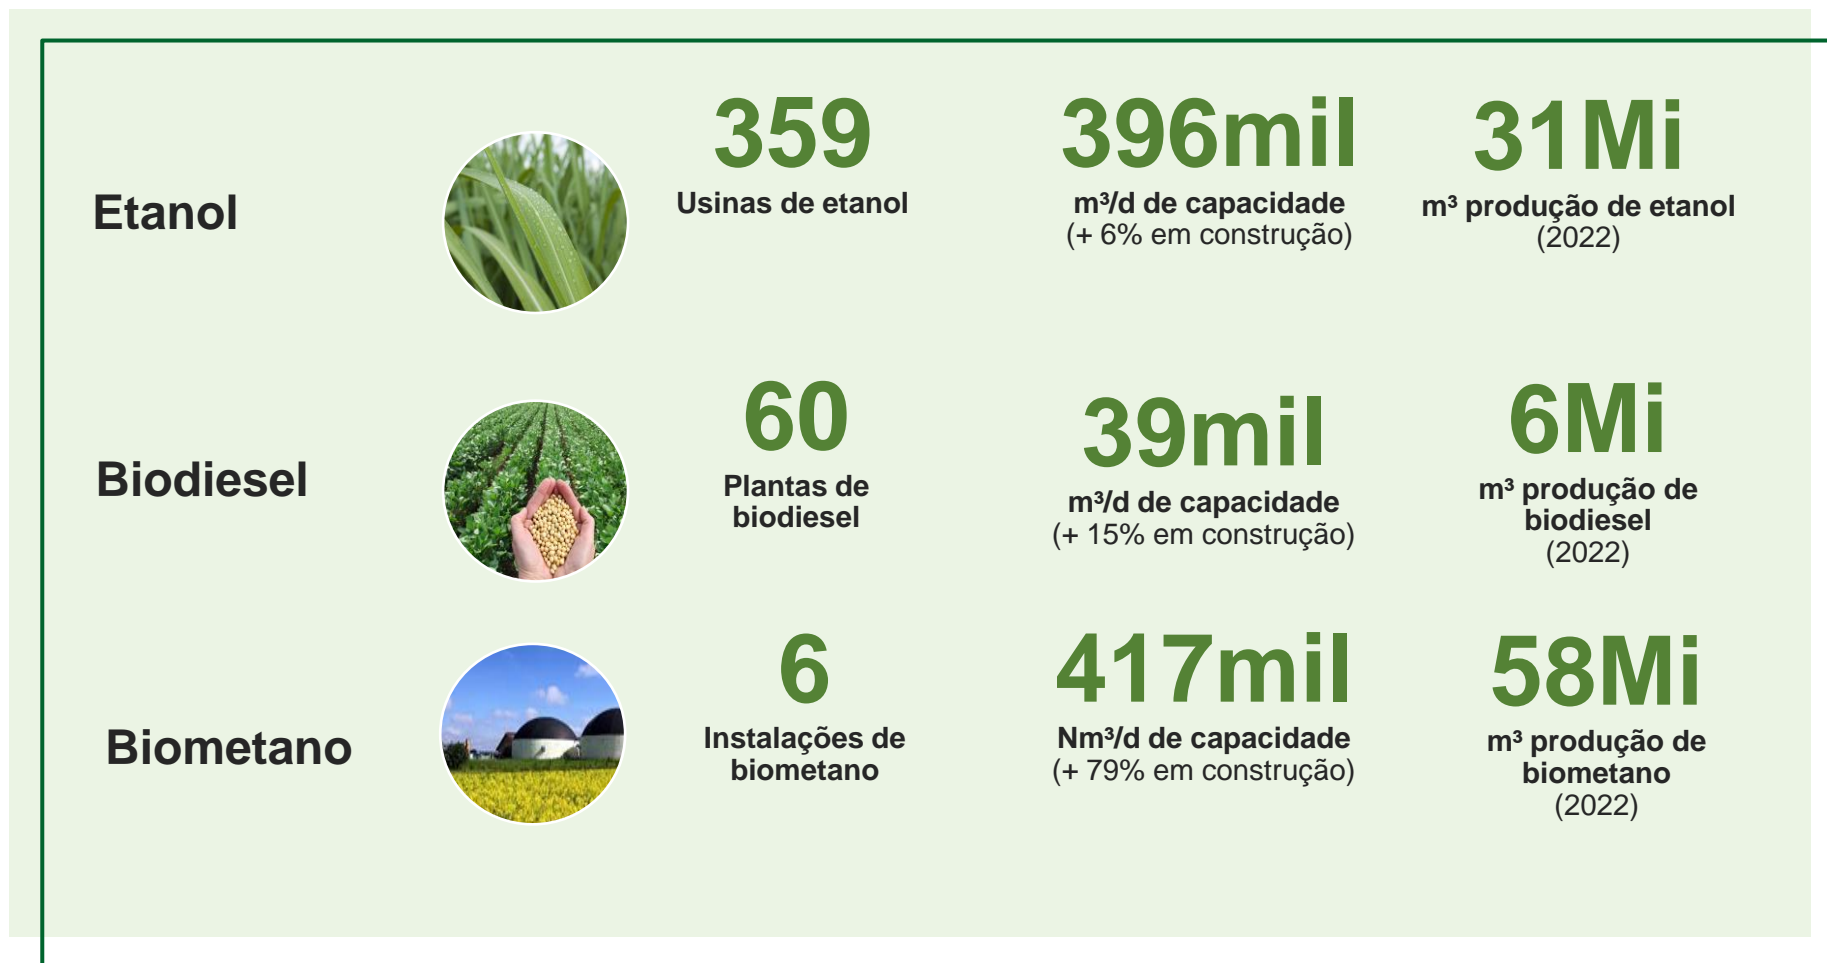 Etanol
359
Usinas de etanol
396mil
m³/d de capacidade
(+ 6% em construção)
31Mi
m³ produção de etanol
(2022)
Biodiesel
60
Plantas de
biodiesel
39mil
m³/d de capacidade
(+ 15% em construção)
6Mi
m³ produção de
biodiesel
(2022)
Biometano
6
Instalações de
biometano
417mil
Nm³/d de capacidade
(+ 79% em construção)
58Mi
m³ produção de
biometano
(2022)